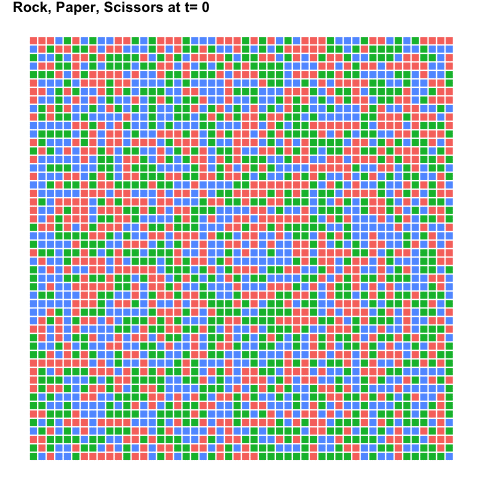 Rock, Paper, Scissors at t= 0